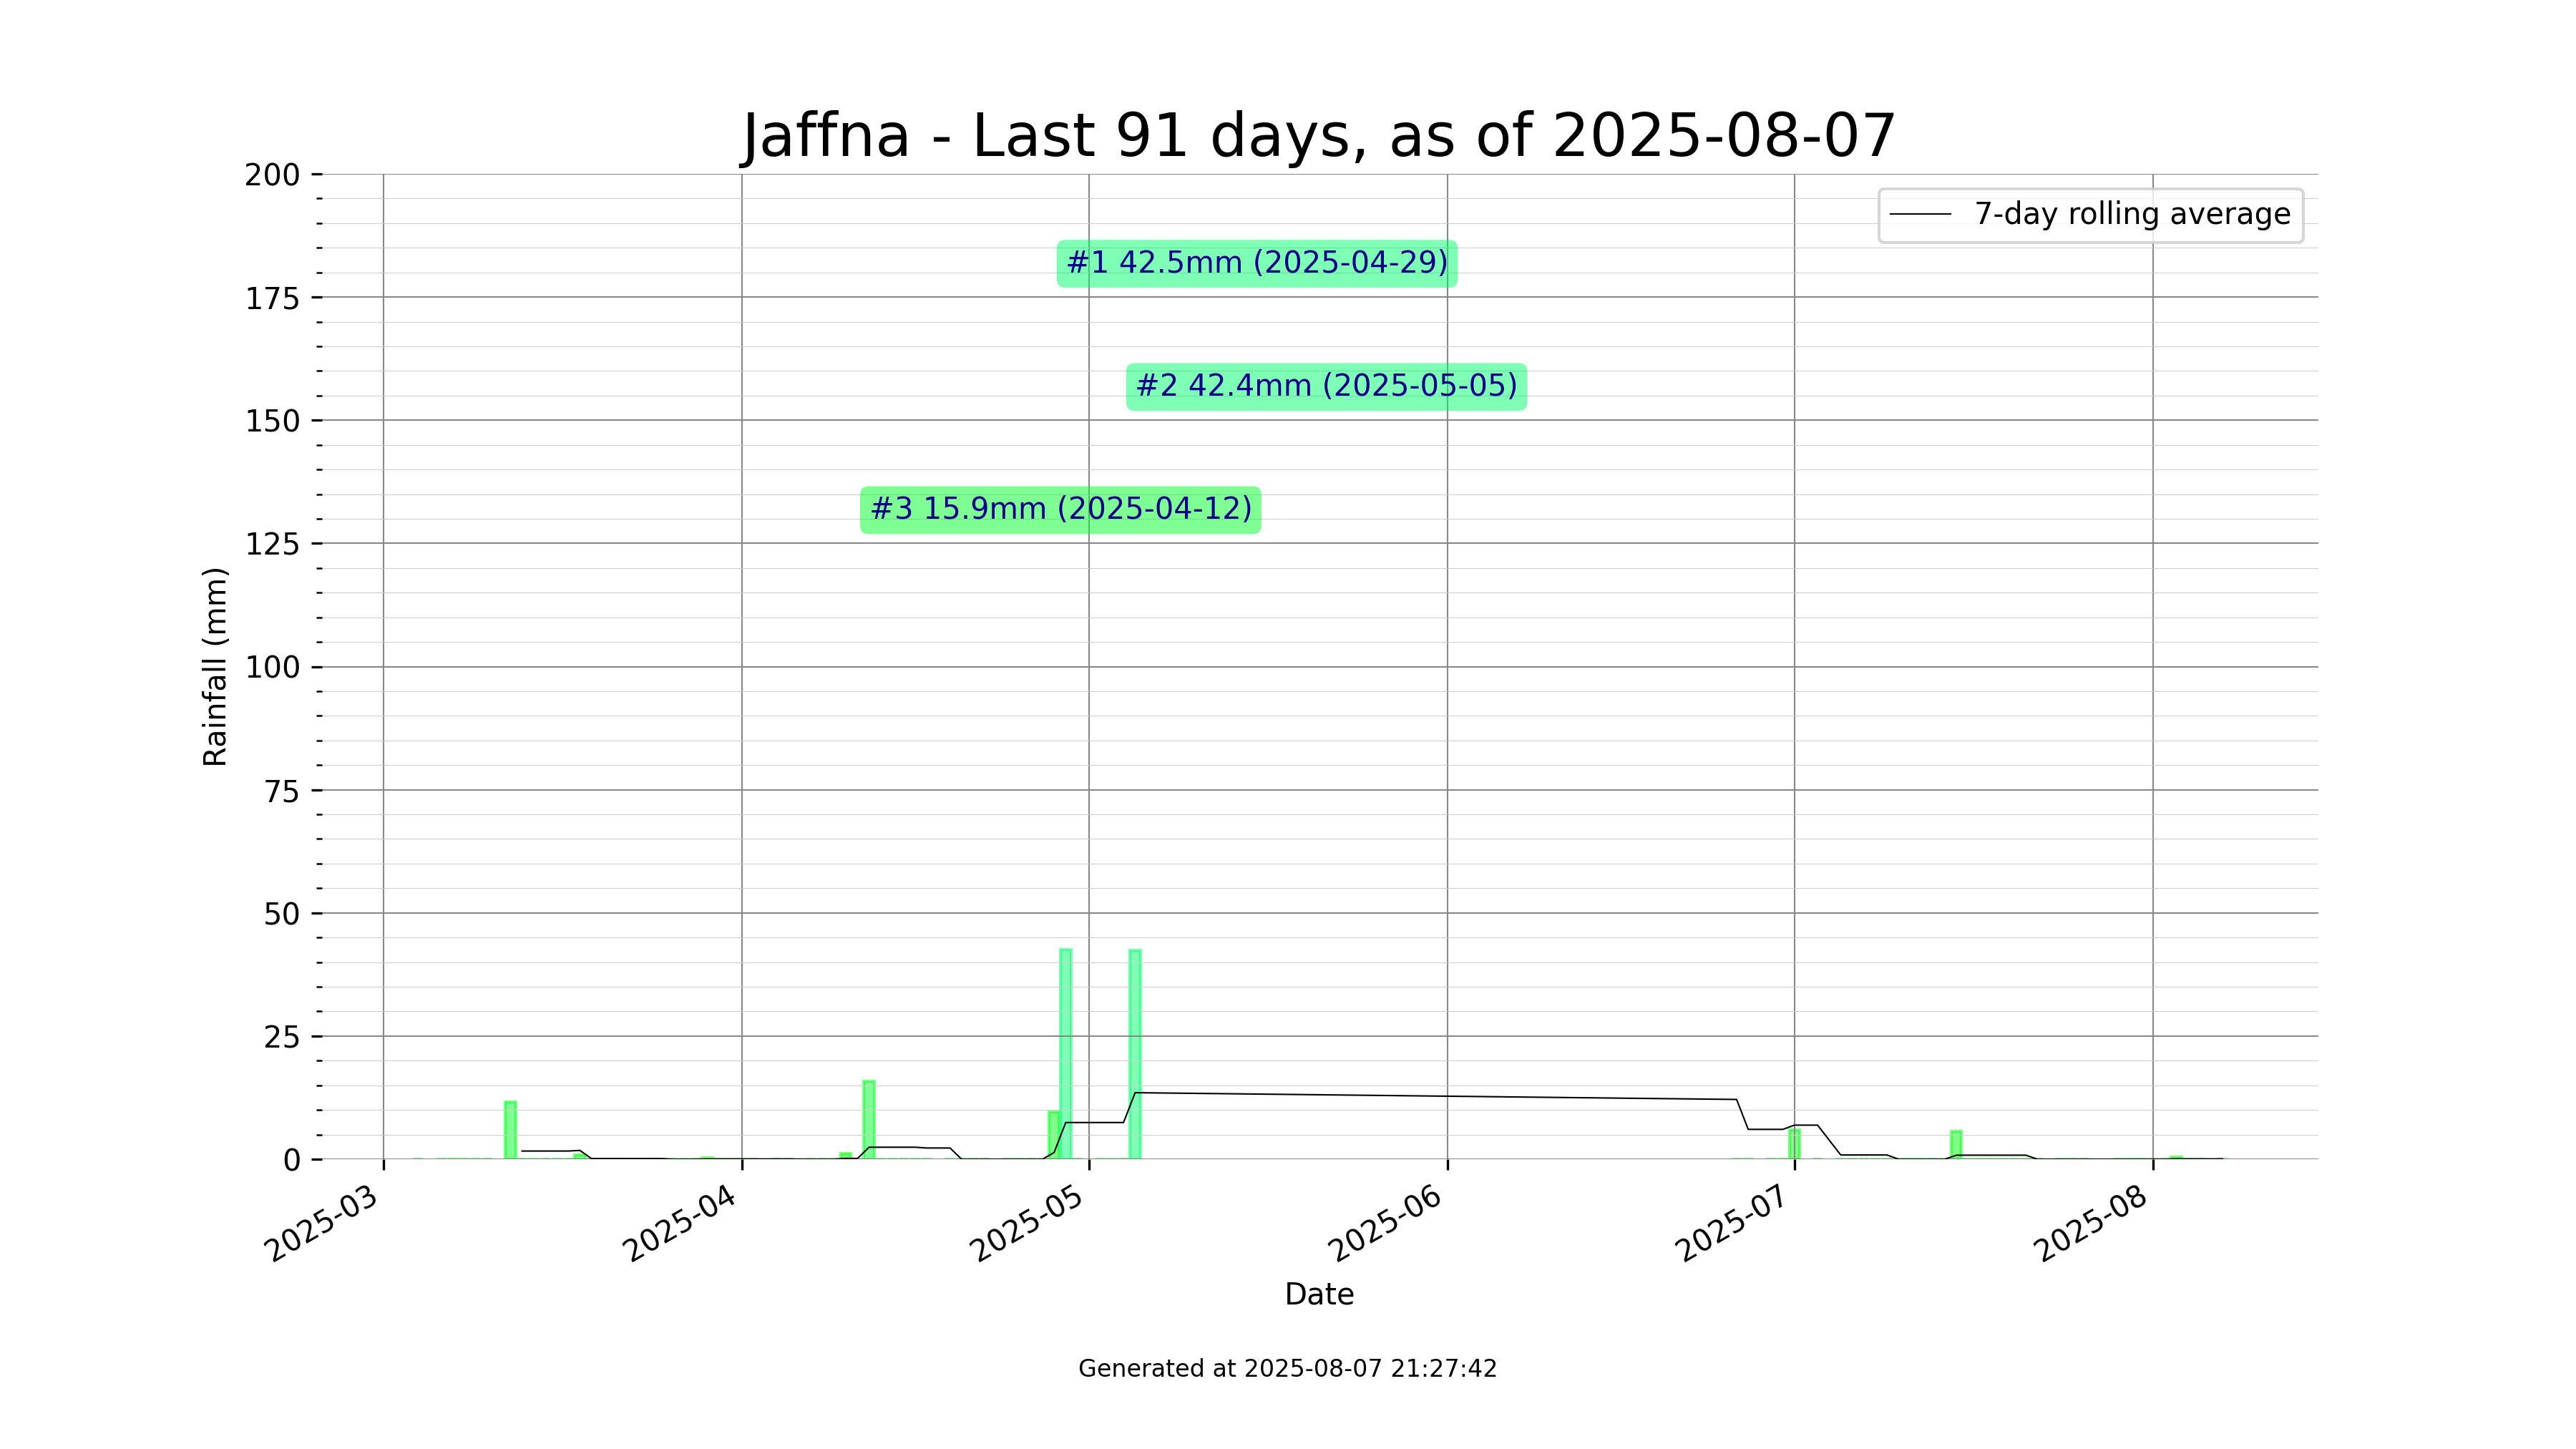 Jaffna - Last 91 days, as of 2025-08-07
200
175
150
125
100
75
50
25
0
Rainfall (mm)
7-day rolling average
#1 42.5mm (2025-04-29)
#2 42.4mm (2025-05-05)
#3 15.9mm (2025-04-12)
2025-03
2025-04
2025-05
2025-06
2025-07
2025-08
Date
Generated at 2025-08-07 21:27:42